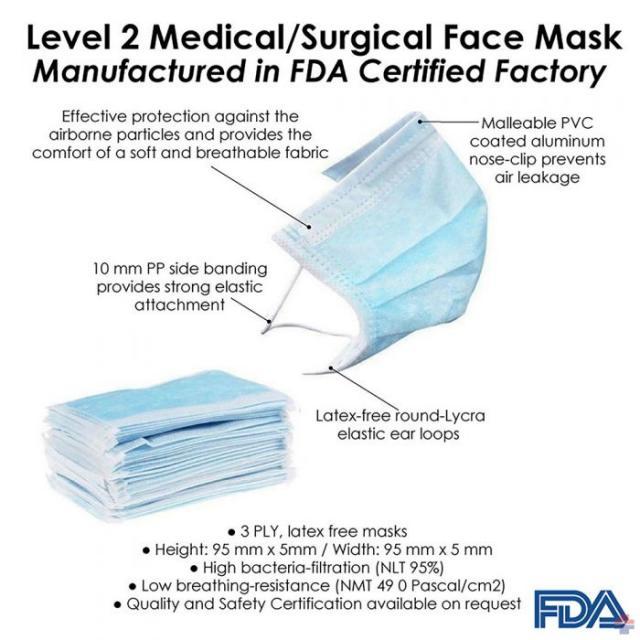 Level 2 Medical/Surgical Face Mask
Manufactured in FDA Certified Factory
Effective protection against the
airborne particles and provides the
comfort of a soft and breathable fabric
Malleable PVC
coated aluminum
nose-clip prevents
air leakage
10 mm PP side banding
provides strong elastic
attachment
Latex-free round-Lycra
elastic ear loops
• 3 PLY, latex free masks
• Height: 95 mm x 5mm / Width: 95 mm x 5 mm
• High bacteria-filtration (NLT 95%)
• Low breathing-resistance (NMT 49 0 Pascal/cm2)
• Quality and Safety Certification available on request
FDA